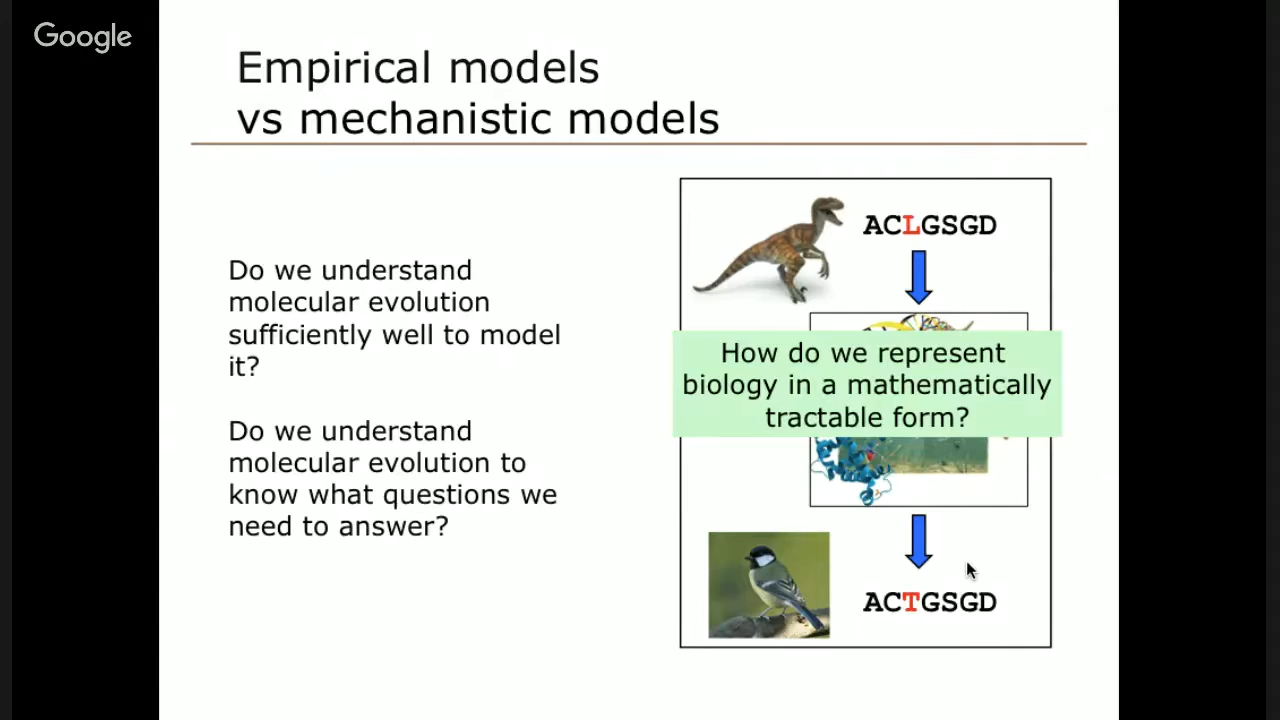 Google
Empirical models
vs mechanistic models
Do we understand
molecular evolution
sufficiently well to model
it?
Do we understand
molecular evolution to
know what questions we
need to answer?
ACLGSGD
How do we represent
biology in a mathematically
tractable form?
ACTGSGD